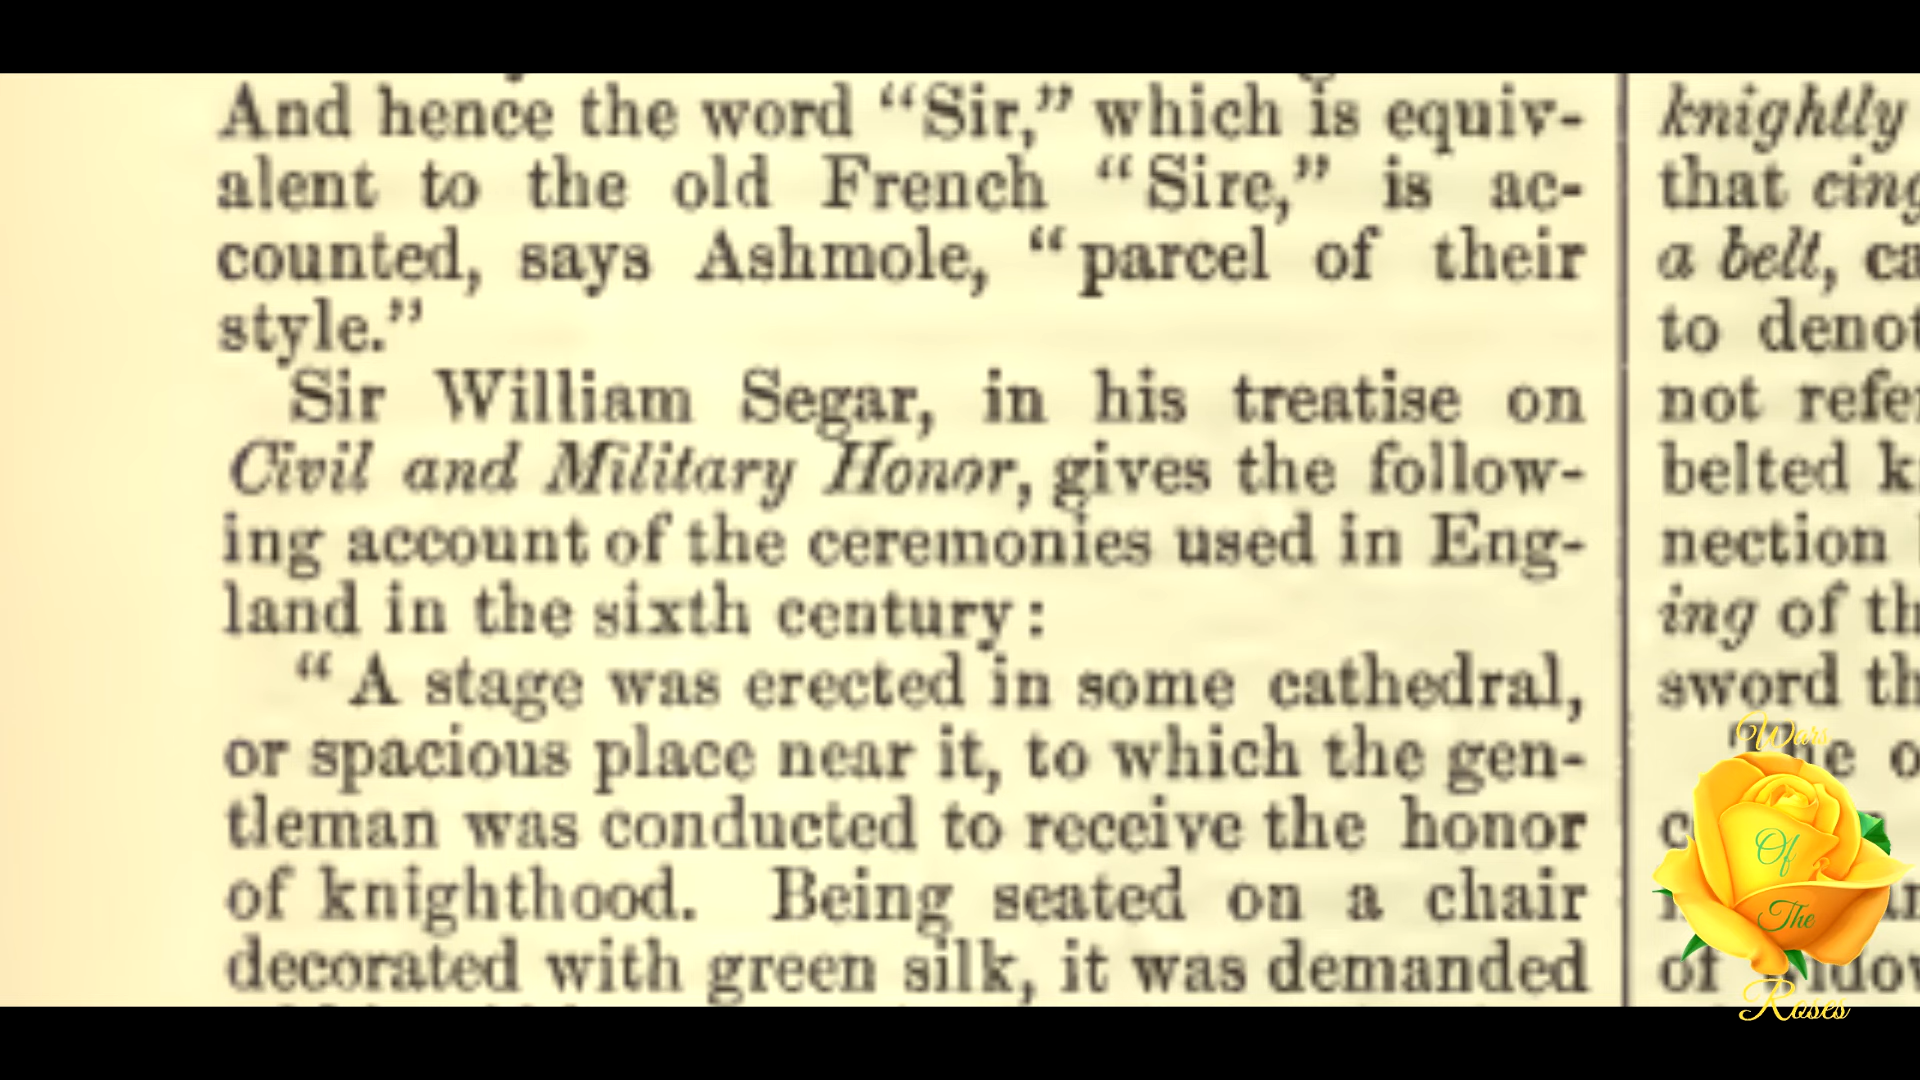 And hence the word “Sir,” which is equiv-
alent to the old French “Sire,” is ac-
counted, says Ashmole, “parcel of their
style.”
Sir William Segar, in his treatise on
Civil and Military Honor, gives the follow-
ing account of the ceremonies used in Eng-
land in the sixth century:
“A stage was erected in some cathedral,
or spacious place near it, to which the gen-
tleman was conducted to receive the honor
of knighthood. Being seated on a chair
decorated with green silk, it was demanded
knightly
that
a belt,
to
not
belted
nection
ing of
sword
of
Wars
Of
The
Roses